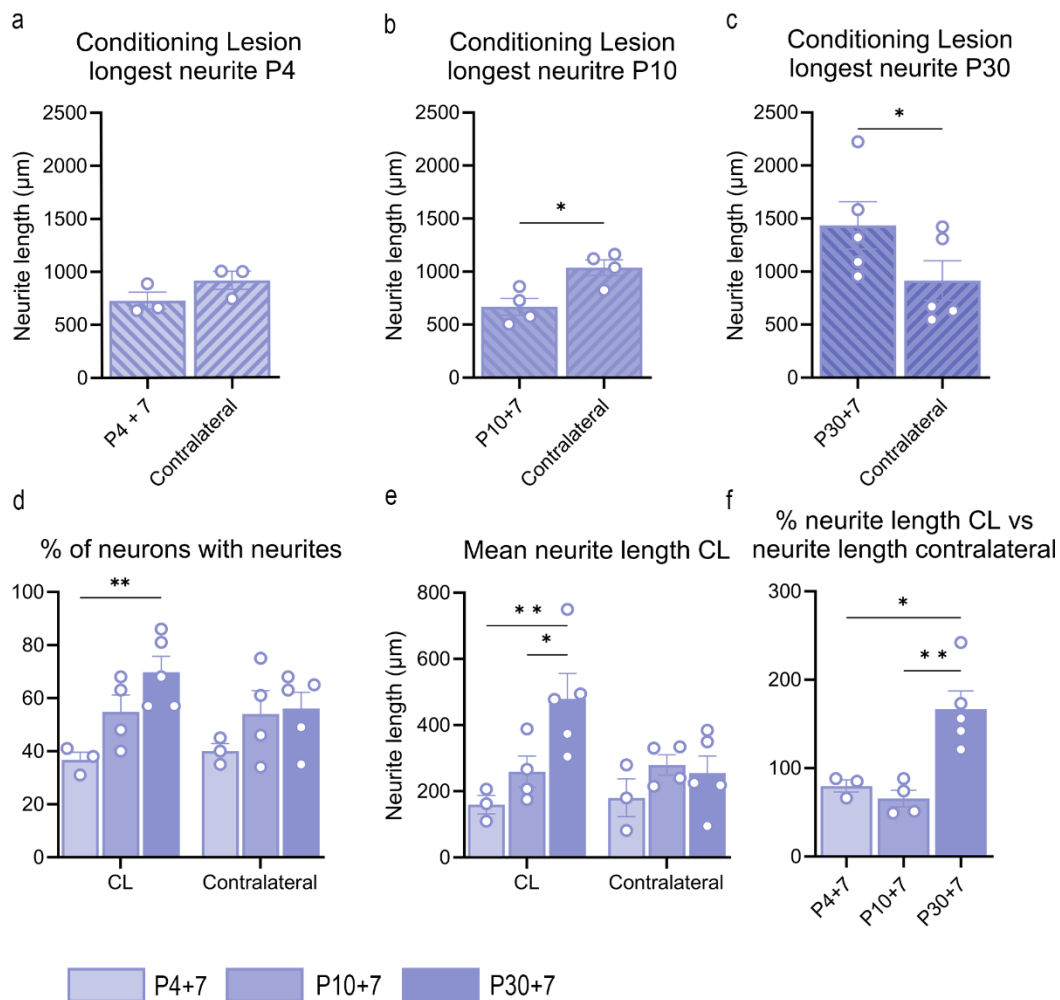 a
Conditioning Lesion
longest neurite P4
Neurite length (µm)
2500
2000
1500
1000
500
0
P4 + 7
Contralateral
b
Conditioning Lesion
longest neuritre P10
Neurite length (µm)
2500
2000
1500
1000
500
0
*
P10+7
Contralateral
c
Conditioning Lesion
longest neurite P30
Neurite length (µm)
2500
2000
1500
1000
500
0
*
P30+7
Contralateral
d
% of neurons with neurites
100
80
60
40
20
0
**
CL
Contralateral
e
Mean neurite length CL
Neurite length (µm)
800
600
400
200
0
* *
*
CL
Contralateral
f
% neurite length CL vs
neurite length contralateral
300
200
100
0
*
* *
P4+7
P10+7
P30+7
P4+7
P10+7
P30+7